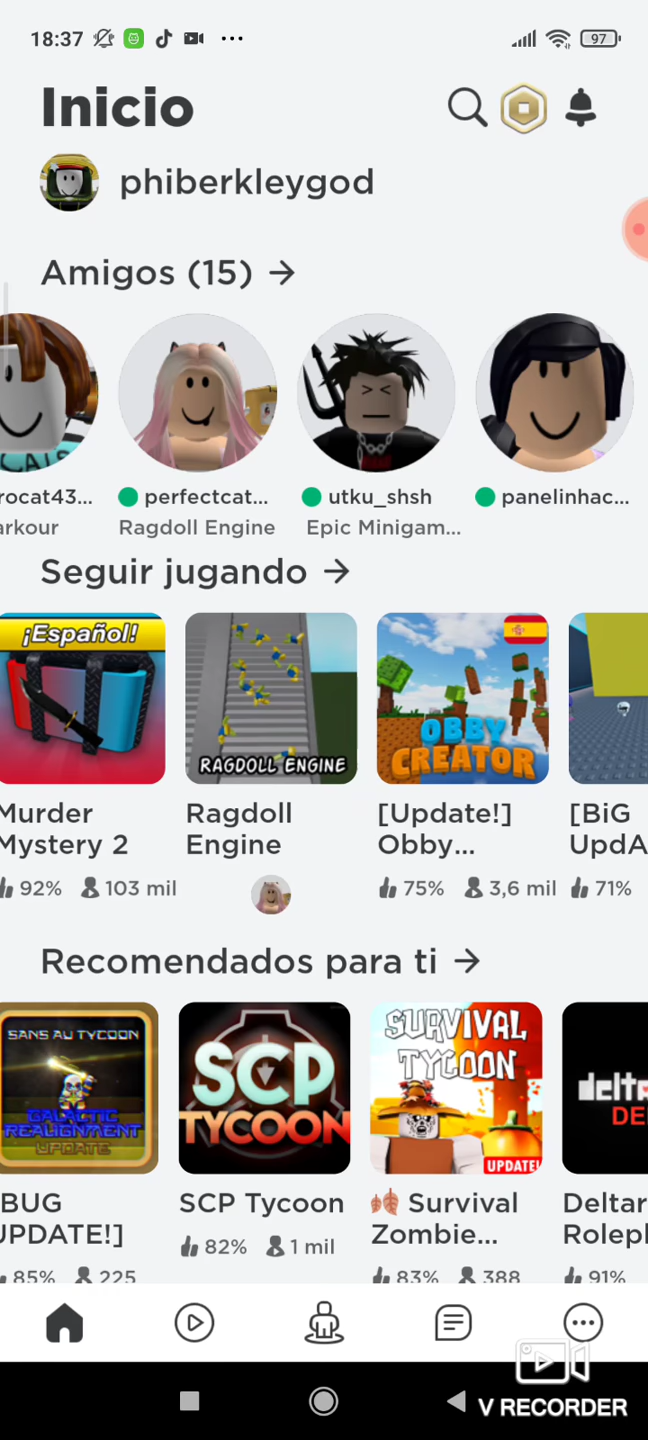 18:37
97
Inicio
phiberkleygod
Amigos (15) →
rocat43... perfectcat... utku_shsh panelinhac...
arkour Ragdoll Engine Epic Minigam...
Seguir jugando →
¡Español!
RAGDOLL ENGINE
OBBY
CREATOR
Murder Ragdoll [Update!] [BiG
Mystery 2 Engine Obby... UpdA
92% 103 mil 75% 3,6 mil 71%
Recomendados para ti →
SANS AU TYCOON
GALACTIC
REALIGNMENT
UPDATE
SCP
TYCOON
SURVIVAL
TYCOON
UPDATE!
delt
DE
BUG SCP Tycoon Survival Deltar
UPDATE!] 82% 1 mil Zombie... Rolepl
85% 225 83% 388 91%
V RECORDER